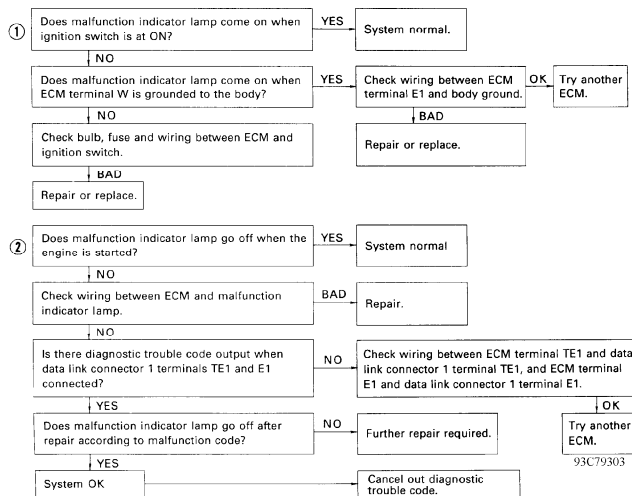 ①
Does malfunction indicator lamp come on when
ignition switch is at ON?
YES
System normal.
NO
Does malfunction indicator lamp come on when
ECM terminal W is grounded to the body?
YES
Check wiring between ECM
terminal E1 and body ground.
OK
Try another
ECM.
NO
BAD
Check bulb, fuse and wiring between ECM and
ignition switch.
Repair or replace.
BAD
Repair or replace.
②
Does malfunction indicator lamp go off when the
engine is started?
YES
System normal
NO
Check wiring between ECM and malfunction
indicator lamp.
BAD
Repair.
NO
Is there diagnostic trouble code output when
data link connector 1 terminals TE1 and E1
connected?
NO
Check wiring between ECM terminal TE1 and data
link connector 1 terminal TE1, and ECM terminal
E1 and data link connector 1 terminal E1.
YES
OK
Does malfunction indicator lamp go off after
repair according to malfunction code?
NO
Further repair required.
Try another
ECM.
YES
93C79303
System OK
Cancel out diagnostic
trouble code.